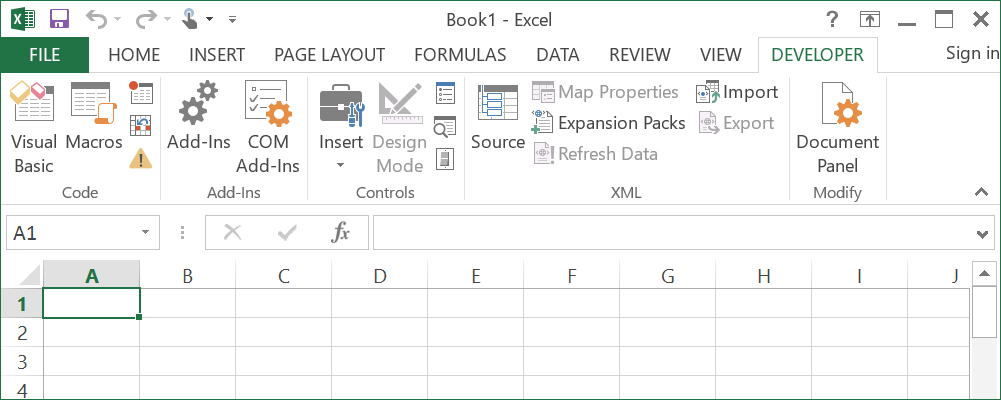 Book1 - Excel
?
FILE HOME INSERT PAGE LAYOUT FORMULAS DATA REVIEW VIEW DEVELOPER Sign in
Visual Basic
Macros
Code
Add-Ins
COM Add-Ins
Add-Ins
Insert
Design Mode
Controls
Source
Map Properties
Expansion Packs
Refresh Data
Import
Export
XML
Document Panel
Modify
A1
fx
A B C D E F G H I J
1
2
3
4